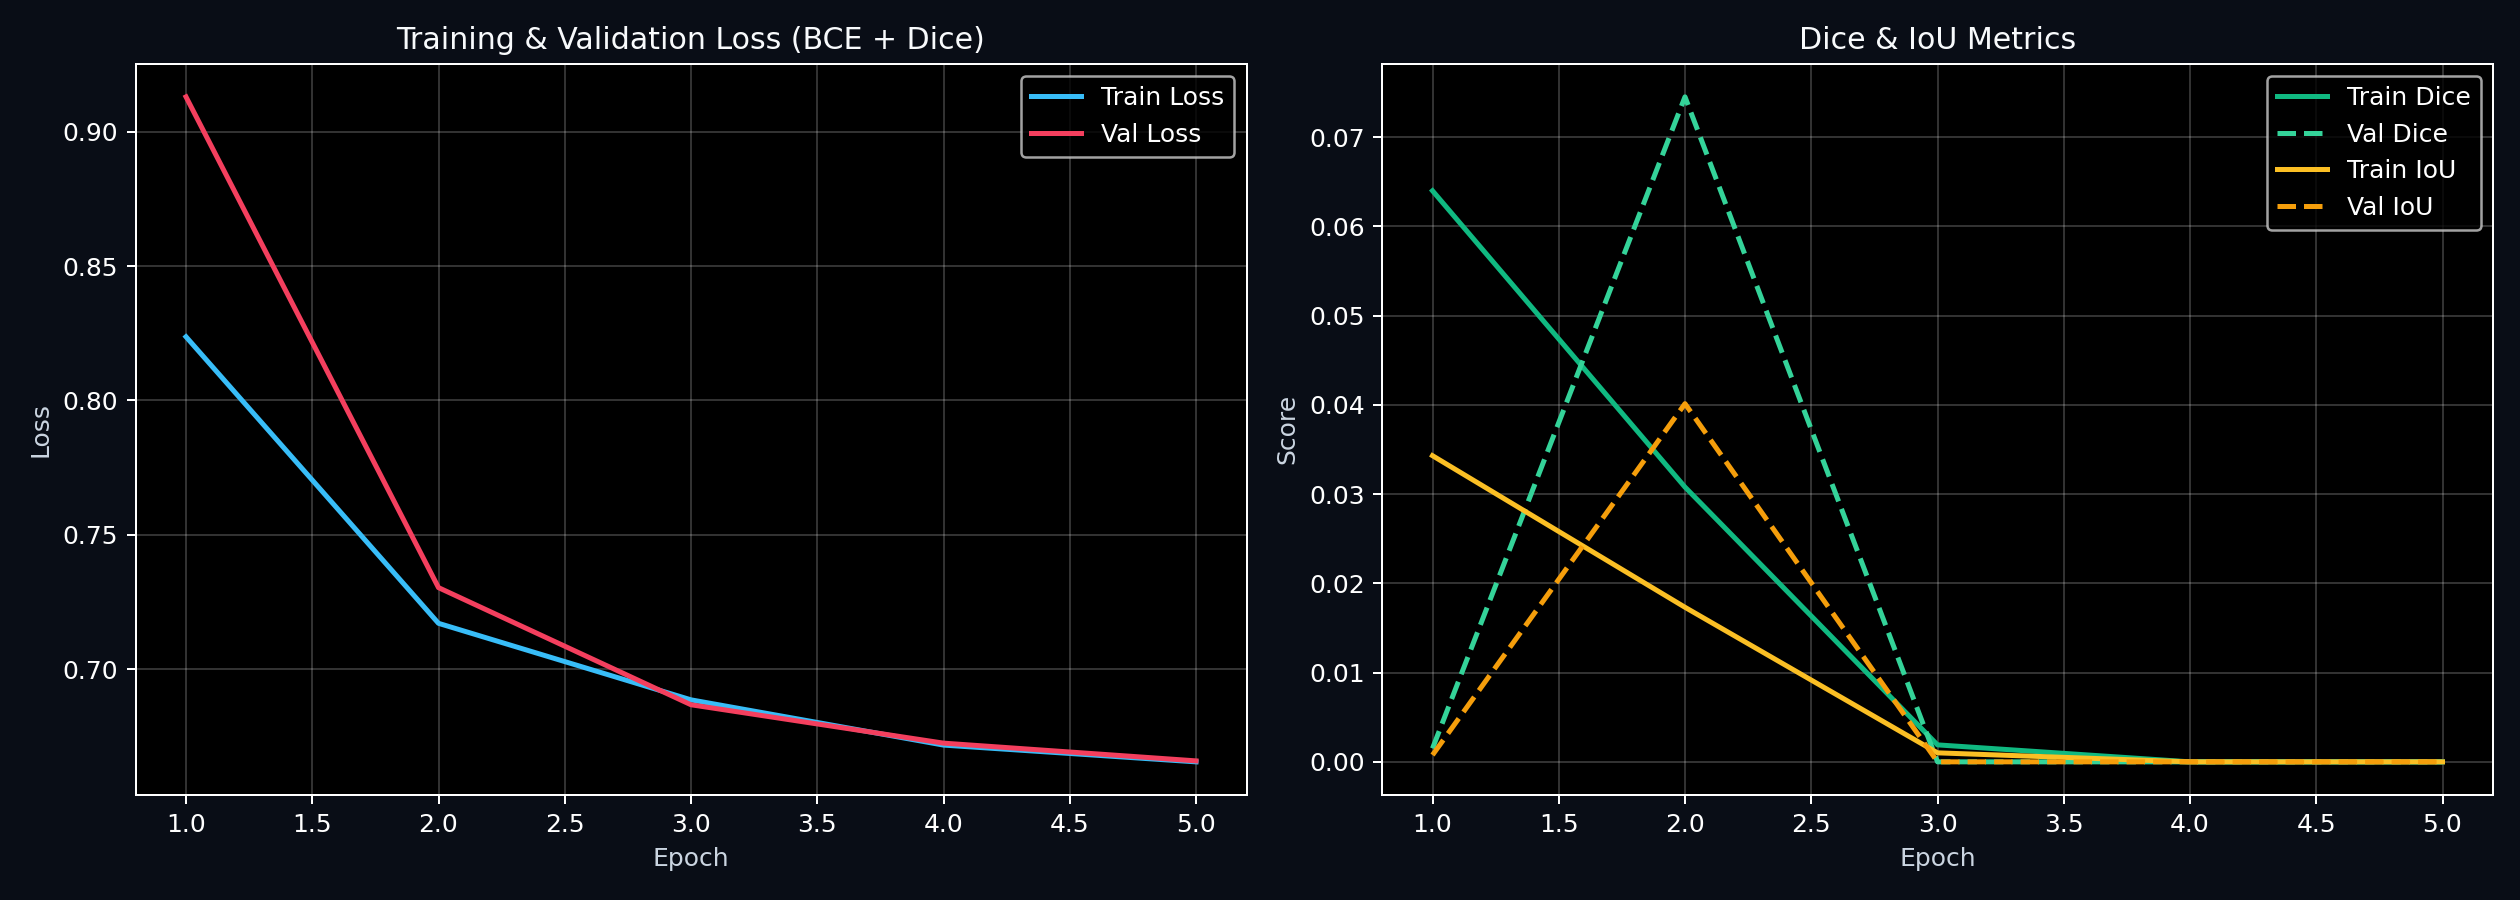 Training & Validation Loss (BCE + Dice)
Train Loss
Val Loss
0.90
0.85
0.80
0.75
0.70
Loss
1.0 1.5 2.0 2.5 3.0 3.5 4.0 4.5 5.0
Epoch
Dice & IoU Metrics
Train Dice
Val Dice
Train IoU
Val IoU
0.07
0.06
0.05
0.04
0.03
0.02
0.01
0.00
Score
1.0 1.5 2.0 2.5 3.0 3.5 4.0 4.5 5.0
Epoch